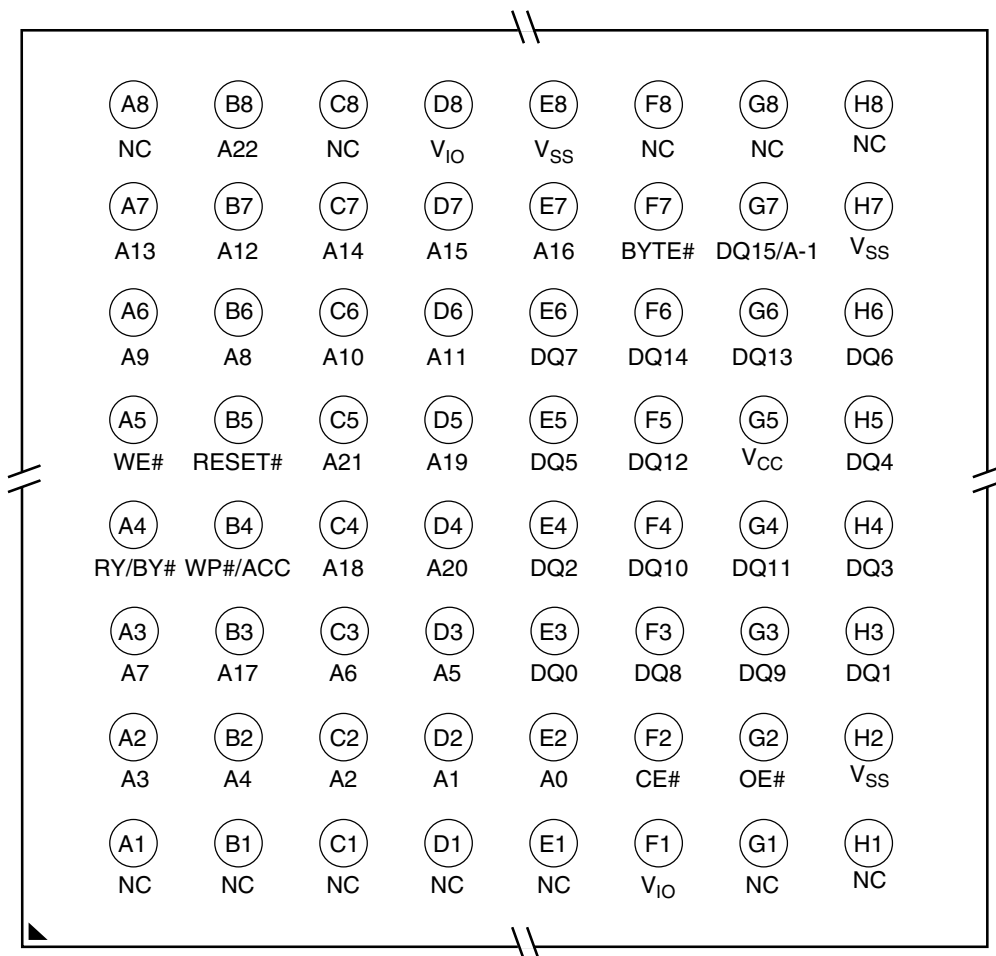 A8 B8 C8 D8 E8 F8 G8 H8
NC A22 NC VIO VSS NC NC NC
A7 B7 C7 D7 E7 F7 G7 H7
A13 A12 A14 A15 A16 BYTE# DQ15/A-1 VSS
A6 B6 C6 D6 E6 F6 G6 H6
A9 A8 A10 A11 DQ7 DQ14 DQ13 DQ6
A5 B5 C5 D5 E5 F5 G5 H5
WE# RESET# A21 A19 DQ5 DQ12 VCC DQ4
A4 B4 C4 D4 E4 F4 G4 H4
RY/BY# WP#/ACC A18 A20 DQ2 DQ10 DQ11 DQ3
A3 B3 C3 D3 E3 F3 G3 H3
A7 A17 A6 A5 DQ0 DQ8 DQ9 DQ1
A2 B2 C2 D2 E2 F2 G2 H2
A3 A4 A2 A1 A0 CE# OE# VSS
A1 B1 C1 D1 E1 F1 G1 H1
NC NC NC NC NC VIO NC NC